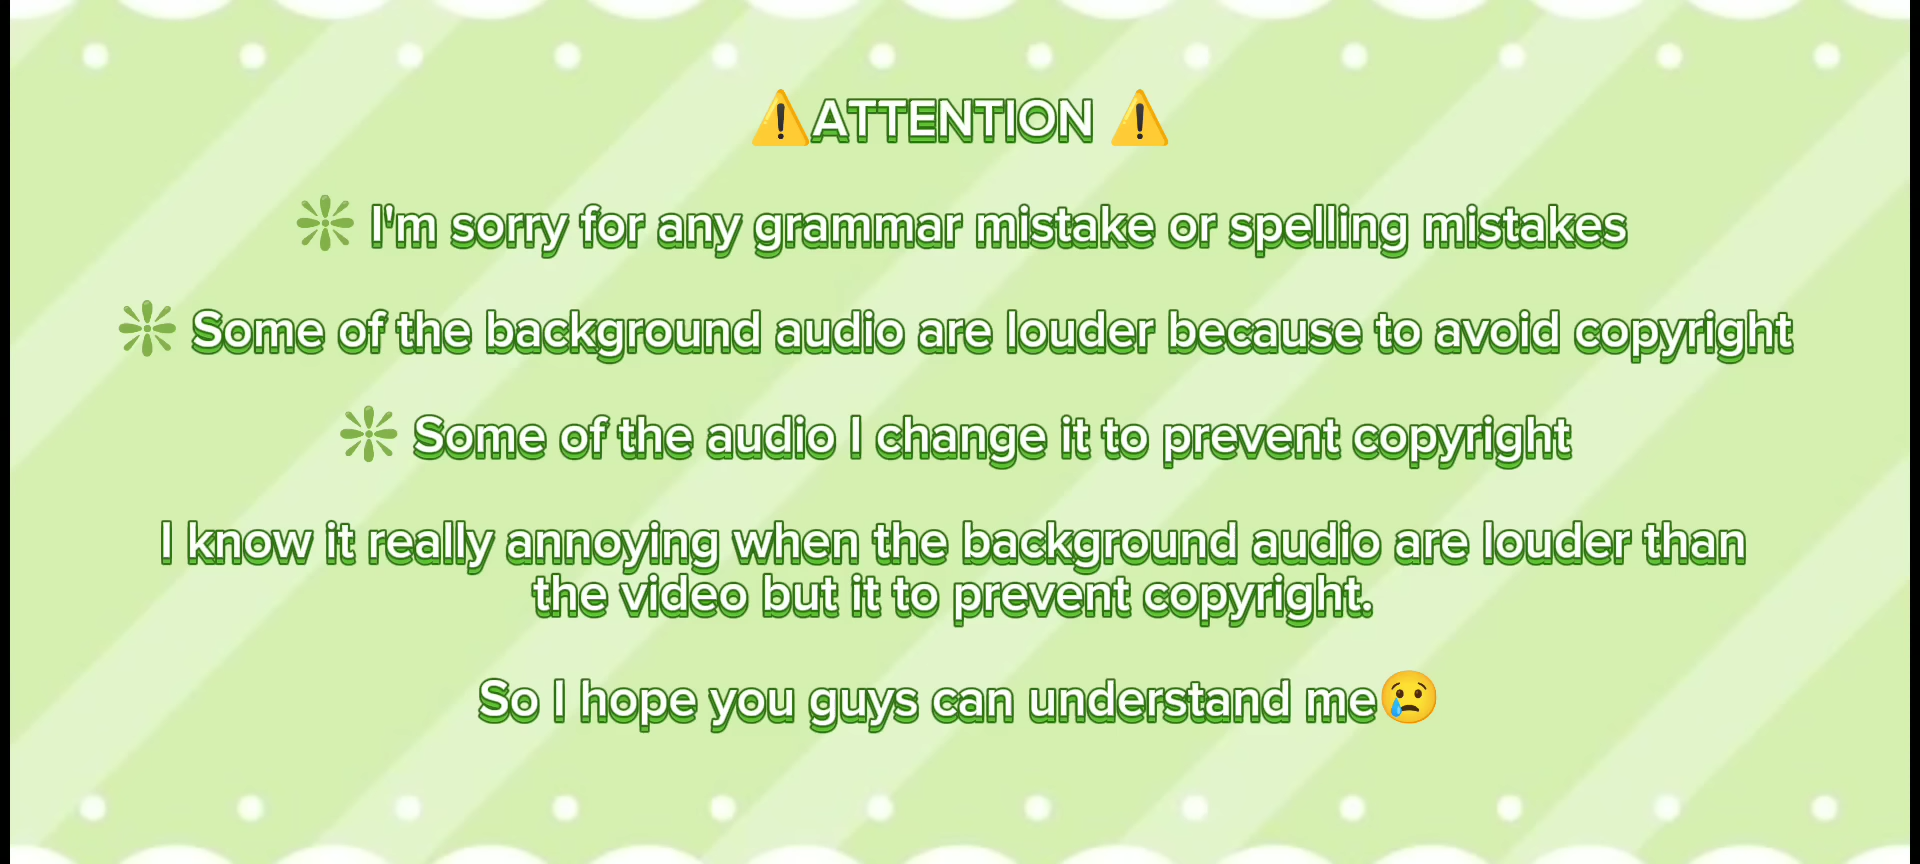 ⚠️ATTENTION ⚠️
❇ I'm sorry for any grammar mistake or spelling mistakes
❇ Some of the background audio are louder because to avoid copyright
❇ Some of the audio I change it to prevent copyright
I know it really annoying when the background audio are louder than
the video but it to prevent copyright.
So I hope you guys can understand me😢